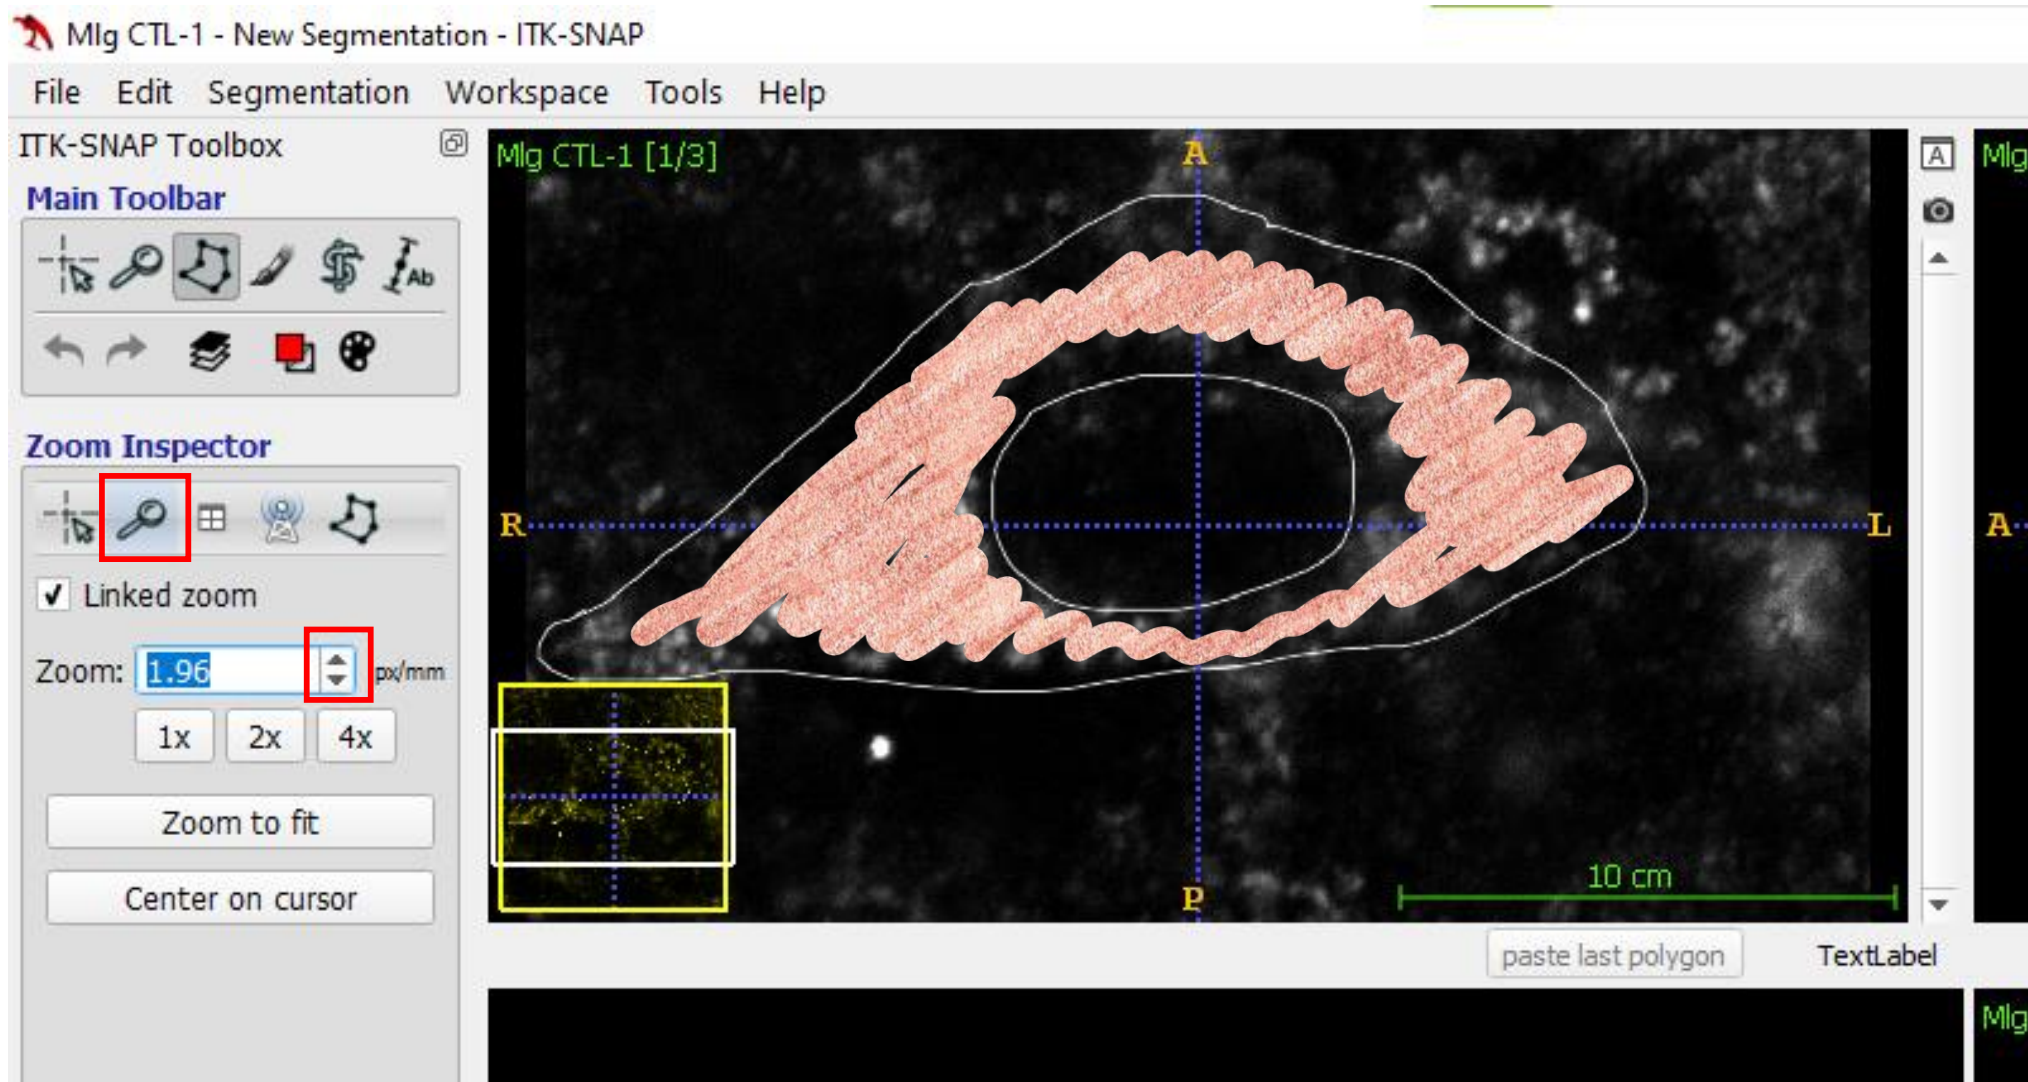 Mlg CTL-1 - New Segmentation - ITK-SNAP
File Edit Segmentation Workspace Tools Help
ITK-SNAP Toolbox
Main Toolbar
Ab
Zoom Inspector
Linked zoom
Zoom: 1.96 px/mm
1x 2x 4x
Zoom to fit
Center on cursor
Mlg CTL-1 [1/3]
A
R
L
P
10 cm
A
Mlg
A
paste last polygon TextLabel
Mlg